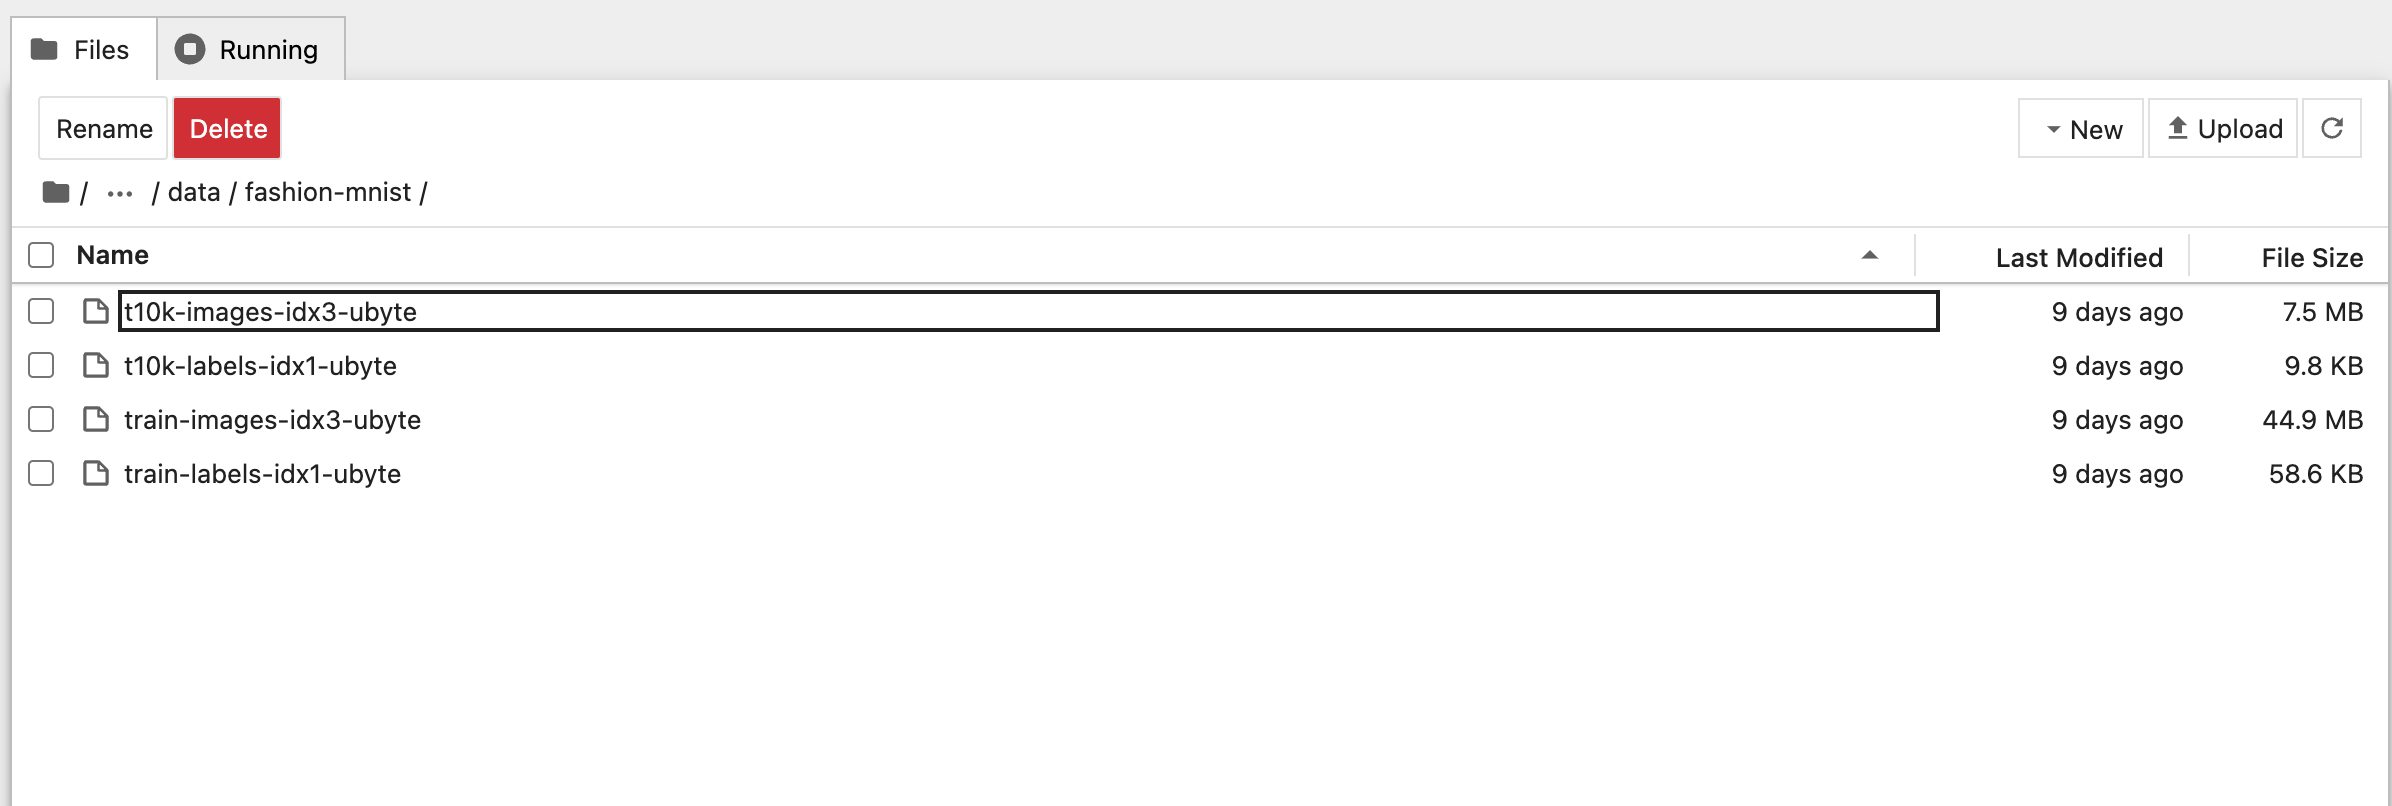 Files Running
Rename Delete New Upload
/ ... / data / fashion-mnist /
Name Last Modified File Size
t10k-images-idx3-ubyte 9 days ago 7.5 MB
t10k-labels-idx1-ubyte 9 days ago 9.8 KB
train-images-idx3-ubyte 9 days ago 44.9 MB
train-labels-idx1-ubyte 9 days ago 58.6 KB